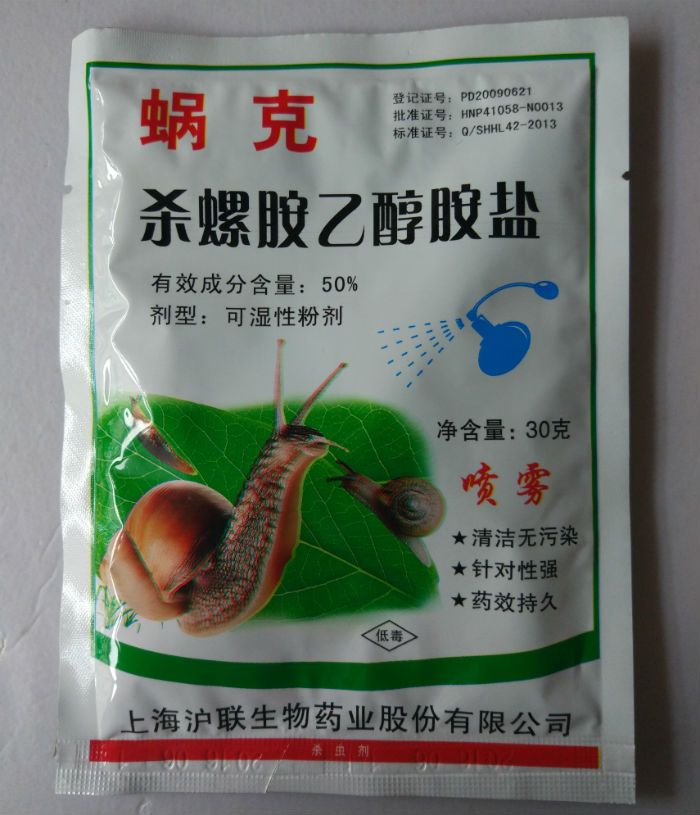 蜗克
登记证号：PD20090621
批准证号：HNP41058-N0013
标准证号：Q/SHHL42-2013
杀螺胺乙醇胺盐
有效成分含量：50%
剂型：可湿性粉剂
净含量：30克
喷雾
★清洁无污染
★针对性强
★药效持久
低毒
上海沪联生物药业股份有限公司
杀虫剂